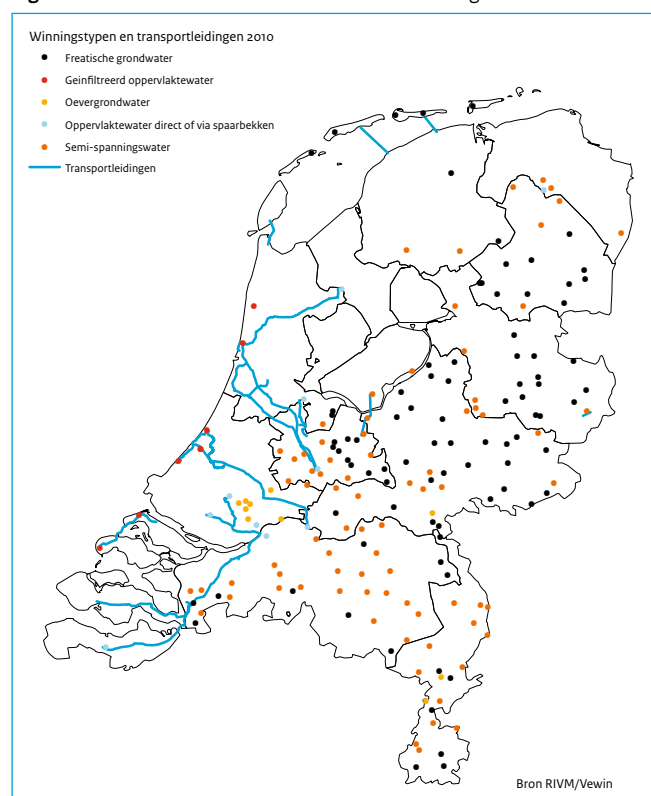 Winningstypen en transportleidingen 2010
Freatische grondwater
Geinfiltreerd oppervlaktewater
Oevergrondwater
Oppervlaktewater direct of via spaarbekken
Semi-spanningswater
Transportleidingen
Bron RIVM/Vewin